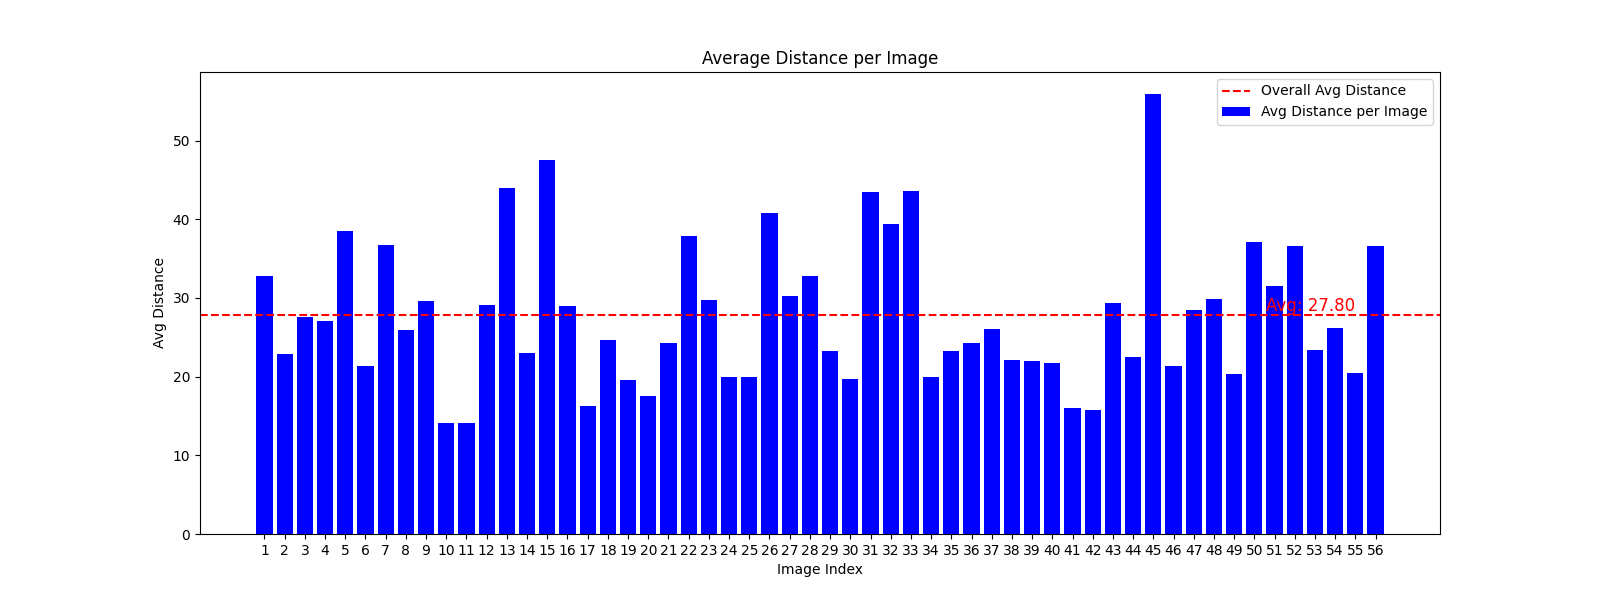 Average Distance per Image
Overall Avg Distance
Avg Distance per Image
Avg Distance
50
40
30
20
10
0
Avg: 27.80
1 2 3 4 5 6 7 8 9 10 11 12 13 14 15 16 17 18 19 20 21 22 23 24 25 26 27 28 29 30 31 32 33 34 35 36 37 38 39 40 41 42 43 44 45 46 47 48 49 50 51 52 53 54 55 56
Image Index